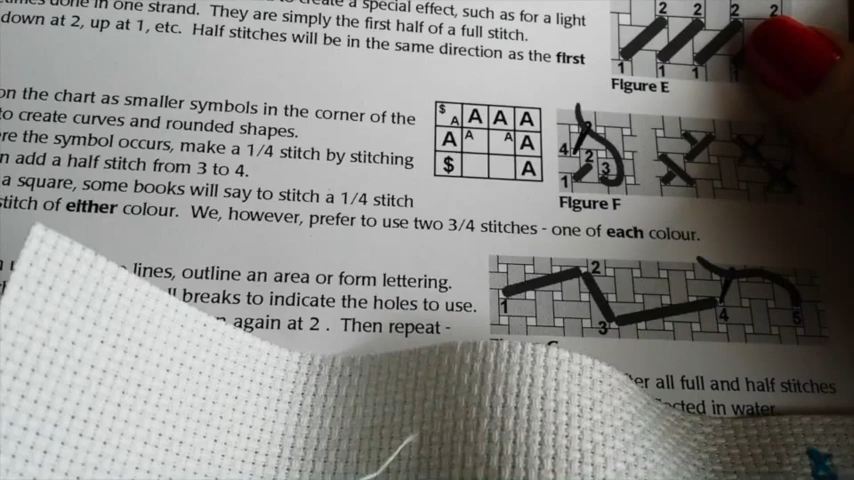 in one strand. They are simply the first half of a full stitch.
special effect, such as for a light
down at 2, up at 1, etc. Half stitches will be in the same direction as the first
2 2 2 2
1 1 1
Figure E
on the chart as smaller symbols in the corner of the
to create curves and rounded shapes.
the symbol occurs, make a 1/4 stitch by stitching
add a half stitch from 3 to 4.
a square, some books will say to stitch a 1/4 stitch
of either colour. We, however, prefer to use two 3/4 stitches - one of each colour.
$ A A A A
A A A A
$ A
4 2 3
1
Figure F
lines, outline an area or form lettering.
breaks to indicate the holes to use.
again at 2 . Then repeat -
1 2 3 4 5
all full and half stitches
in water